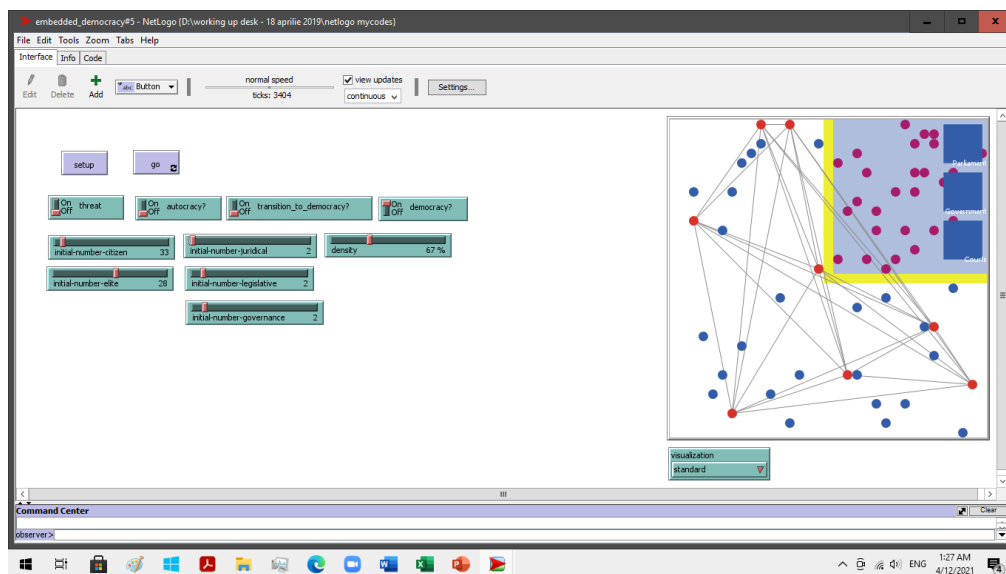 embedded_democracy#5 - NetLogo {D:\working up desk - 18 aprilie 2019\netlogo mycodes}
File Edit Tools Zoom Tabs Help
Interface Info Code
Edit Delete Add abc Button normal speed ticks: 3404 view updates continuous Settings...
setup go
On Off threat On Off autocracy? On Off transition_to_democracy? On Off democracy?
initial-number-citizen 33 initial-number-juridical 2 density 67 %
initial-number-elite 28 initial-number-legislative 2
initial-number-governance 2
Parliament
Government
Courts
visualization
standard
Command Center Clear
observer>
ENG 1:27 AM 4/12/2021 4